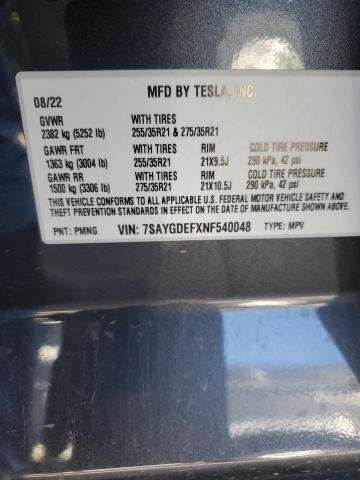 MFD BY TESLA, INC.
08/22
GVWR WITH TIRES
2382 kg (5252 lb) 255/35R21 & 275/35R21
GAWR FRT WITH TIRES RIM COLD TIRE PRESSURE
1363 kg (3004 lb) 255/35R21 21X9.5J 290 kPa, 42 psi
GAWR RR WITH TIRES RIM COLD TIRE PRESSURE
1500 kg (3306 lb) 275/35R21 21X10.5J 290 kPa, 42 psi
THIS VEHICLE CONFORMS TO ALL APPLICABLE U.S. FEDERAL MOTOR VEHICLE SAFETY AND
THEFT PREVENTION STANDARDS IN EFFECT ON THE DATE OF MANUFACTURE SHOWN ABOVE.
PNT: PMNG VIN: 7SAYGDEFXNF540048 TYPE: MPV